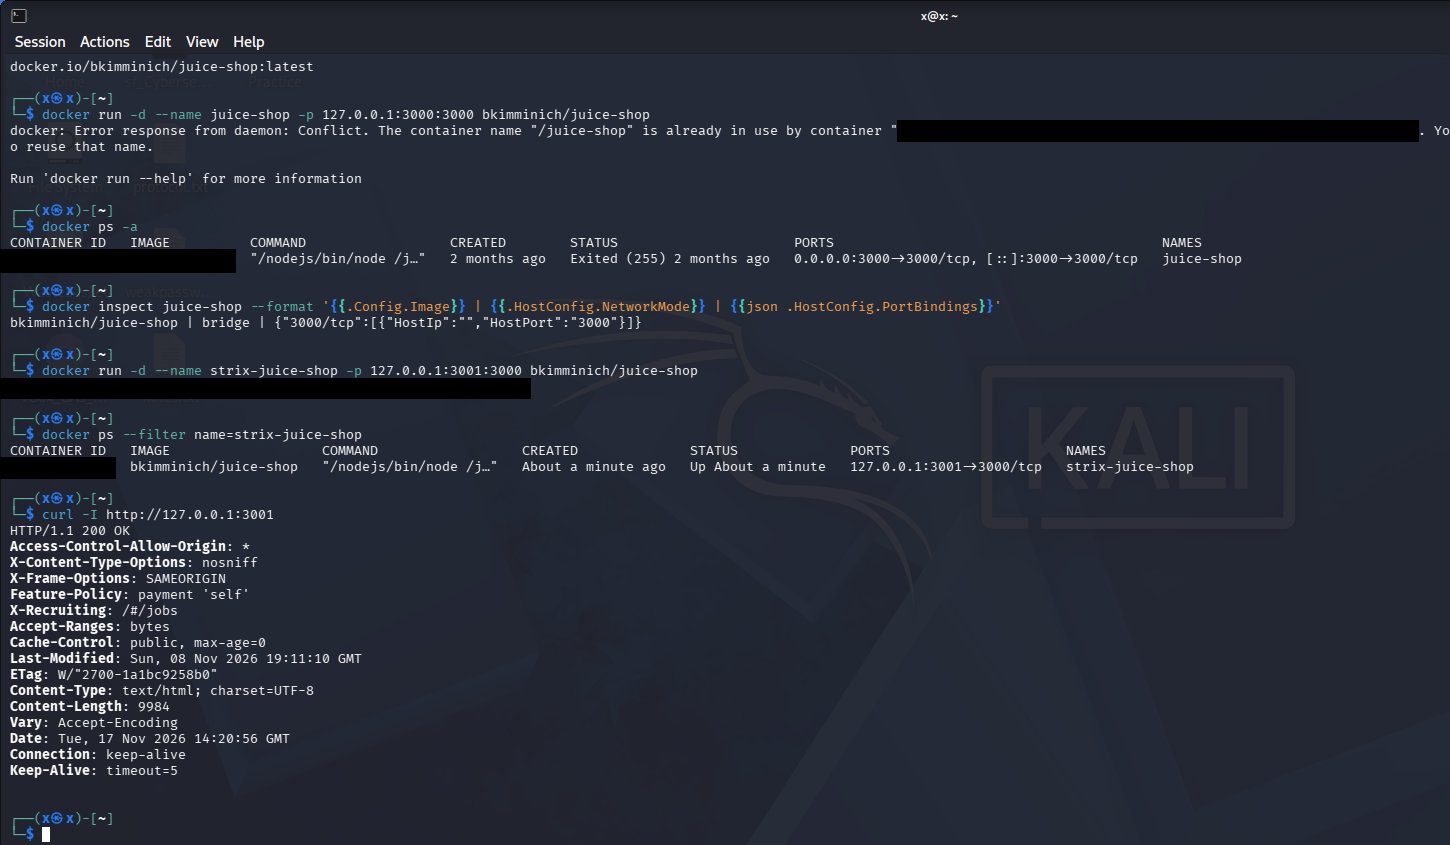 x@x: ~
Session Actions Edit View Help
docker.io/bkimminich/juice-shop:latest
┌──(x㉿x)-[~]
└─$ docker run -d --name juice-shop -p 127.0.0.1:3000:3000 bkimminich/juice-shop
docker: Error response from daemon: Conflict. The container name "/juice-shop" is already in use by container " . Yo
o reuse that name.
Run 'docker run --help' for more information
┌──(x㉿x)-[~]
└─$ docker ps -a
CONTAINER ID IMAGE COMMAND CREATED STATUS PORTS NAMES
"/nodejs/bin/node /j…" 2 months ago Exited (255) 2 months ago 0.0.0.0:3000->3000/tcp, [::]:3000->3000/tcp juice-shop
┌──(x㉿x)-[~]
└─$ docker inspect juice-shop --format '{{.Config.Image}} | {{.HostConfig.NetworkMode}} | {{json .HostConfig.PortBindings}}'
bkimminich/juice-shop | bridge | {"3000/tcp":[{"HostIp":"","HostPort":"3000"}]}
┌──(x㉿x)-[~]
└─$ docker run -d --name strix-juice-shop -p 127.0.0.1:3001:3000 bkimminich/juice-shop
┌──(x㉿x)-[~]
└─$ docker ps --filter name=strix-juice-shop
CONTAINER ID IMAGE COMMAND CREATED STATUS PORTS NAMES
bkimminich/juice-shop "/nodejs/bin/node /j…" About a minute ago Up About a minute 127.0.0.1:3001->3000/tcp strix-juice-shop
┌──(x㉿x)-[~]
└─$ curl -I http://127.0.0.1:3001
HTTP/1.1 200 OK
Access-Control-Allow-Origin: *
X-Content-Type-Options: nosniff
X-Frame-Options: SAMEORIGIN
Feature-Policy: payment 'self'
X-Recruiting: /#/jobs
Accept-Ranges: bytes
Cache-Control: public, max-age=0
Last-Modified: Sun, 08 Nov 2026 19:11:10 GMT
ETag: W/"2700-1a1bc9258b0"
Content-Type: text/html; charset=UTF-8
Content-Length: 9984
Vary: Accept-Encoding
Date: Tue, 17 Nov 2026 14:20:56 GMT
Connection: keep-alive
Keep-Alive: timeout=5
┌──(x㉿x)-[~]
└─$
KALI